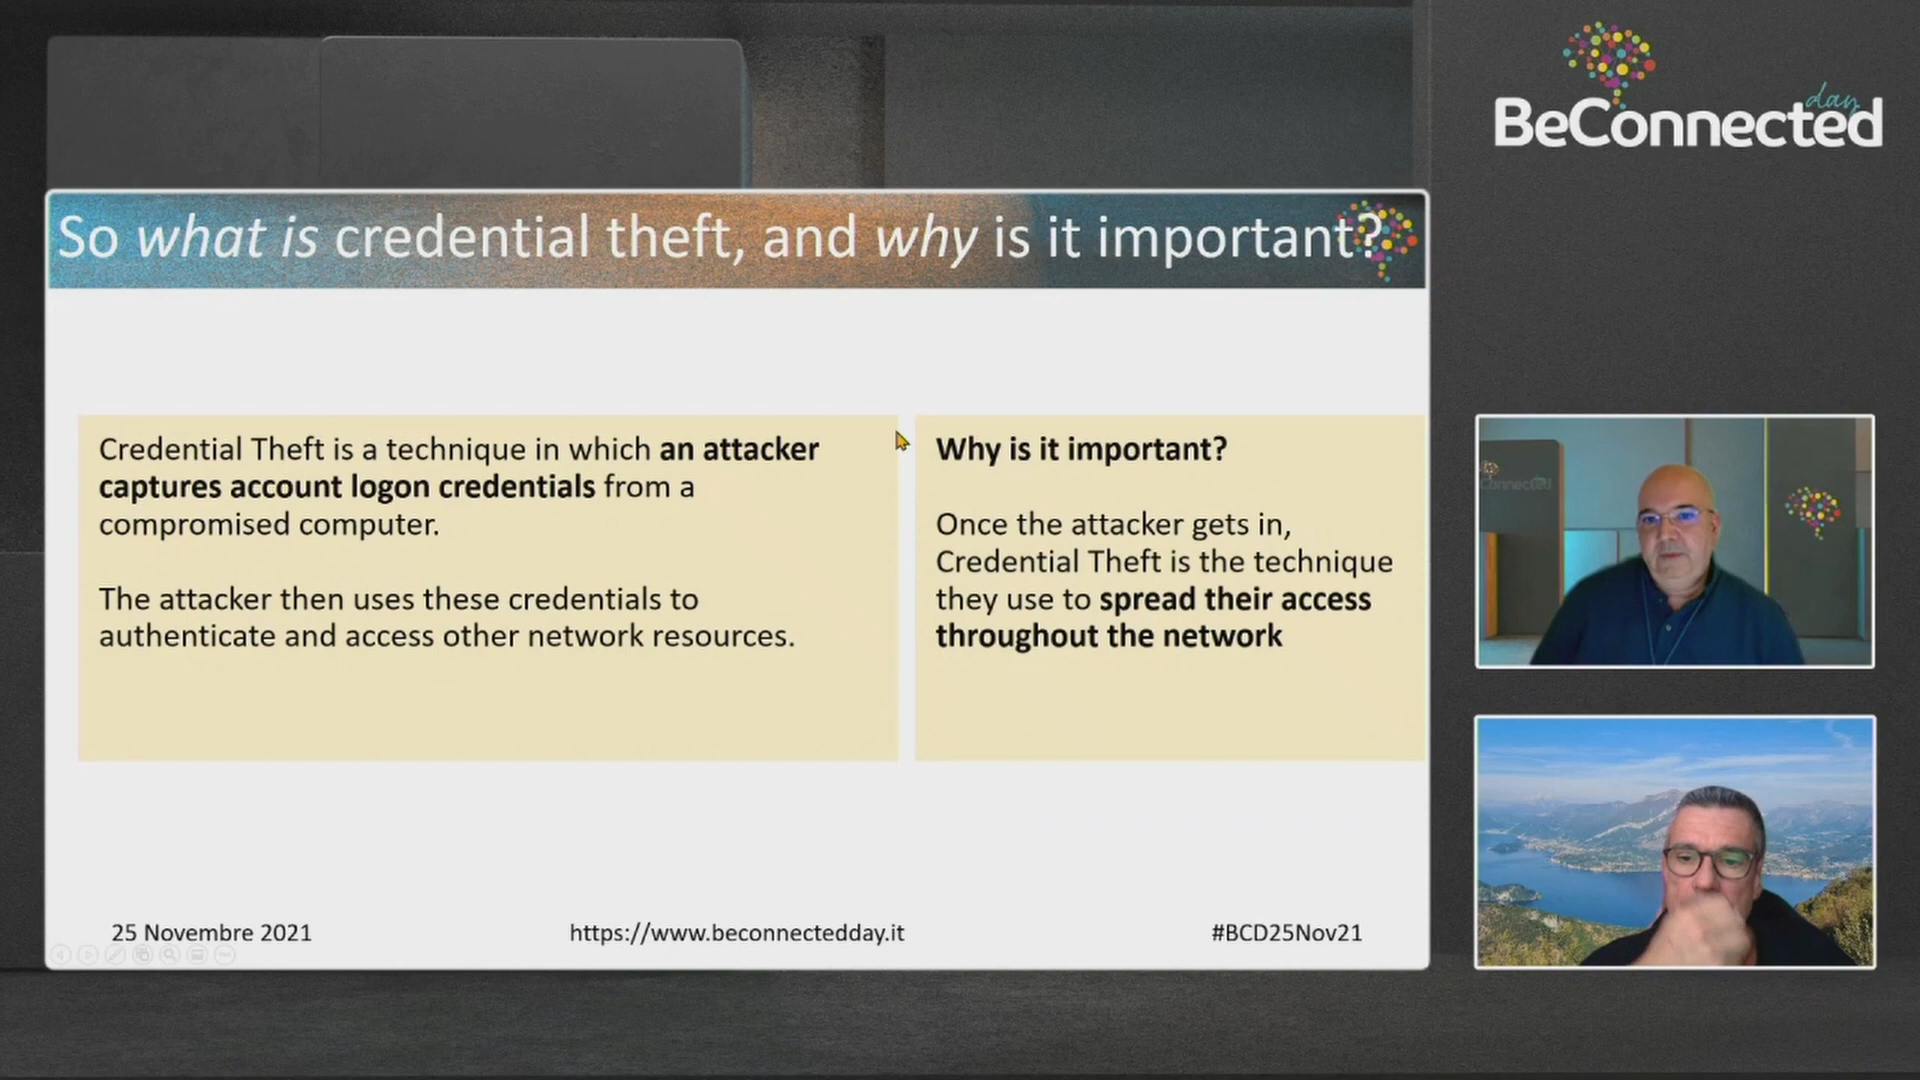 day
BeConnected
So what is credential theft, and why is it important?
Credential Theft is a technique in which an attacker
captures account logon credentials from a
compromised computer.
The attacker then uses these credentials to
authenticate and access other network resources.
Why is it important?
Once the attacker gets in,
Credential Theft is the technique
they use to spread their access
throughout the network
25 Novembre 2021
https://www.beconnectedday.it
#BCD25Nov21
Connected